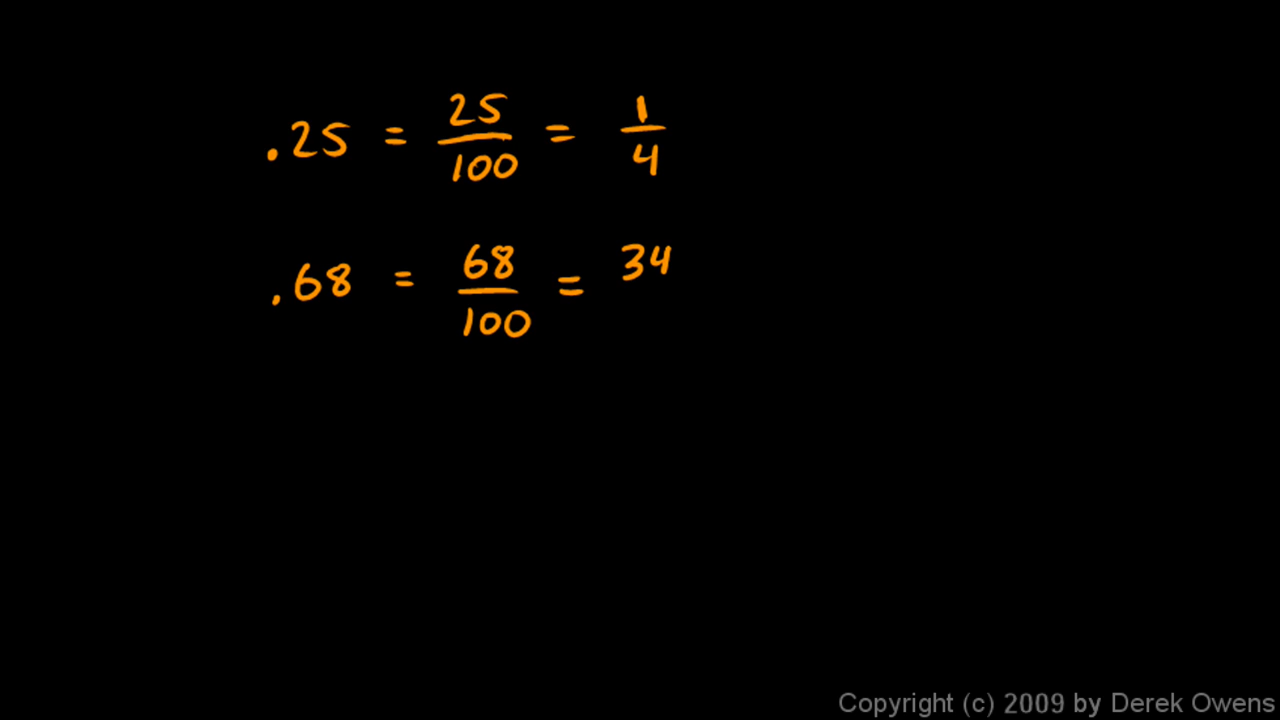 .25 = 25/100 = 1/4
.68 = 68/100 = 34
Copyright (c) 2009 by Derek Owens